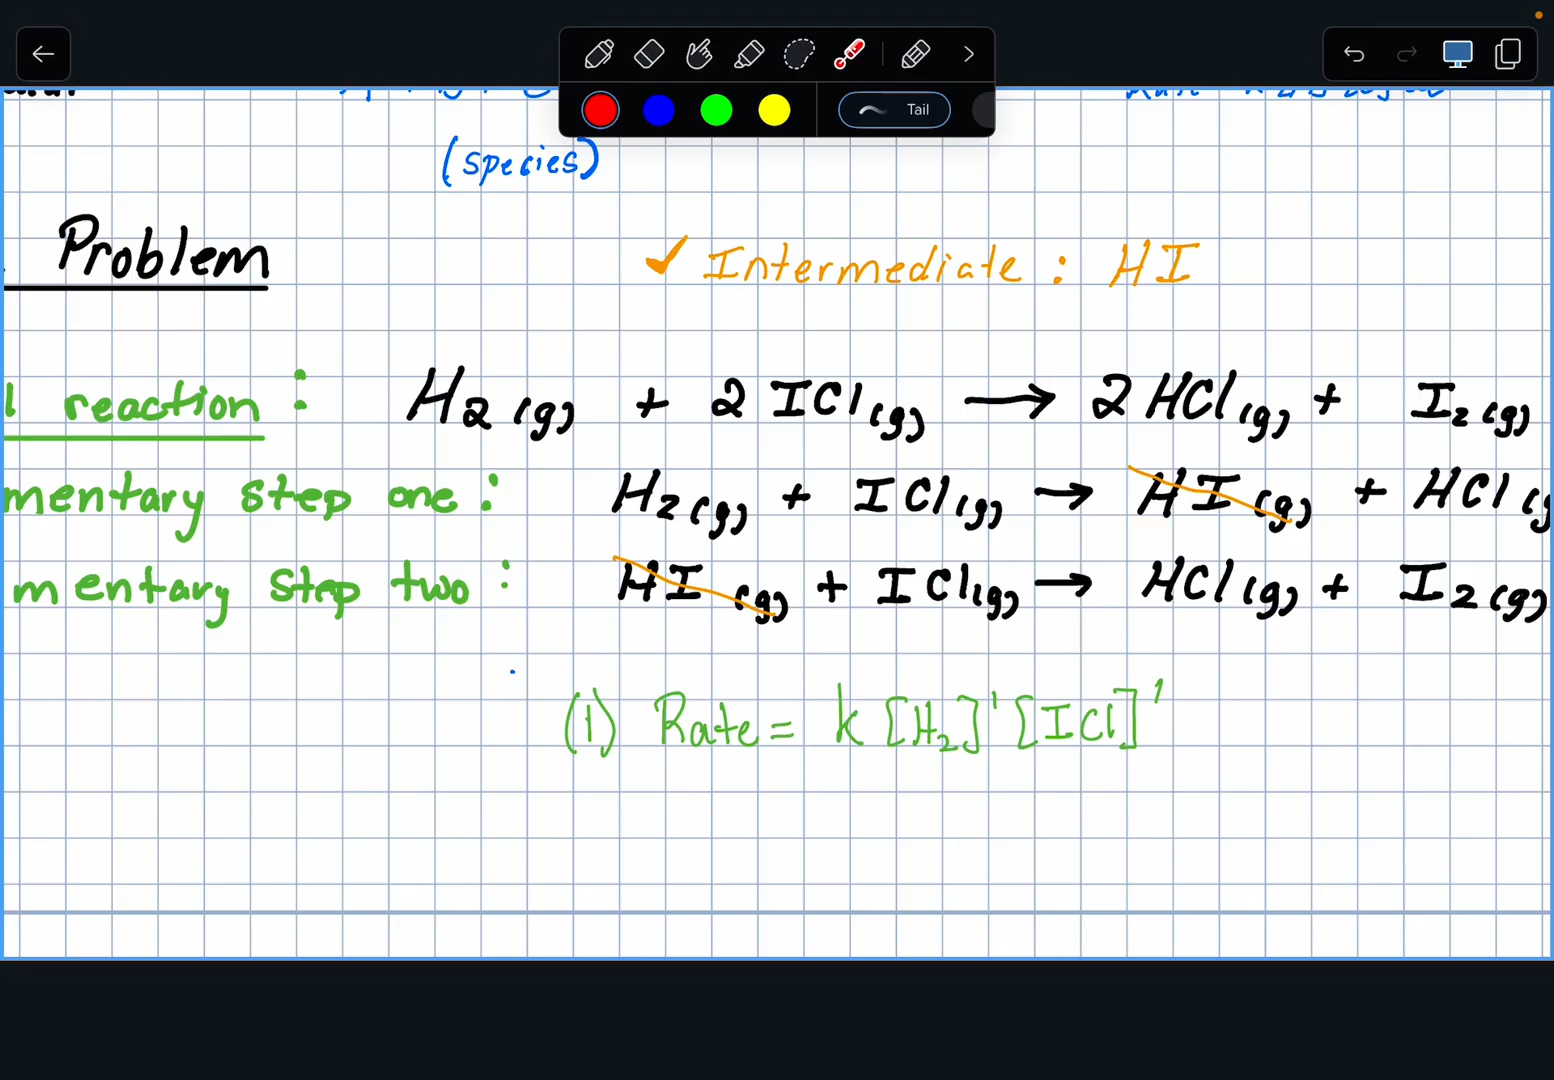 Tail
(species)
Problem
✓ Intermediate : HI
l reaction : H₂(g) + 2 ICl(g) → 2 HCl(g) + I₂(g)
mentary step one : H₂(g) + ICl(g) → HI(g) + HCl(g
mentary step two : HI(g) + ICl(g) → HCl(g) + I₂(g)
(1) Rate = k [H₂]¹ [ICl]¹